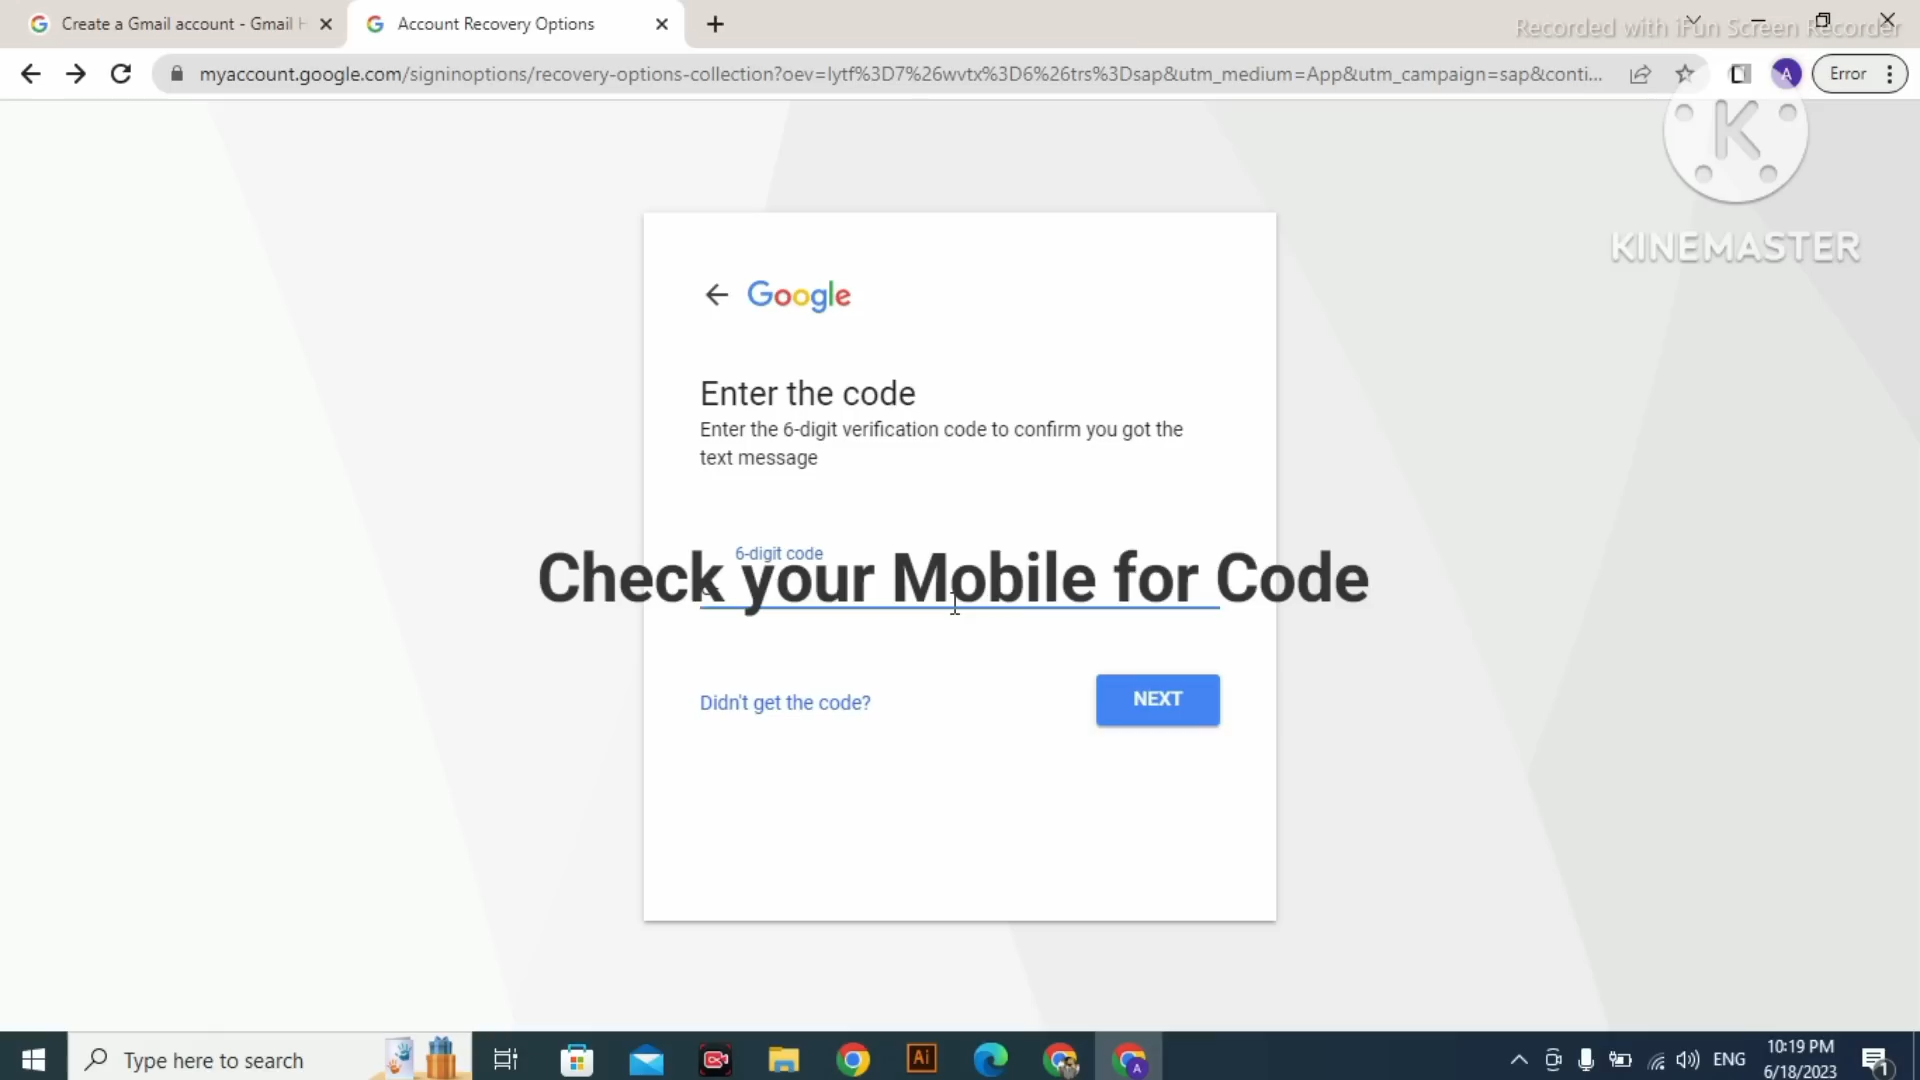 Create a Gmail account - Gmail H
Account Recovery Options
Recorded with iFun Screen Recorder
myaccount.google.com/signinoptions/recovery-options-collection?oev=lytf%3D7%26wvtx%3D6%26trs%3Dsap&utm_medium=App&utm_campaign=sap&conti...
A
Error
K
KINEMASTER
Google
Enter the code
Enter the 6-digit verification code to confirm you got the
text message
6-digit code
Check your Mobile for Code
Didn't get the code?
NEXT
Type here to search
Ai
A
ENG
10:19 PM
6/18/2023
1